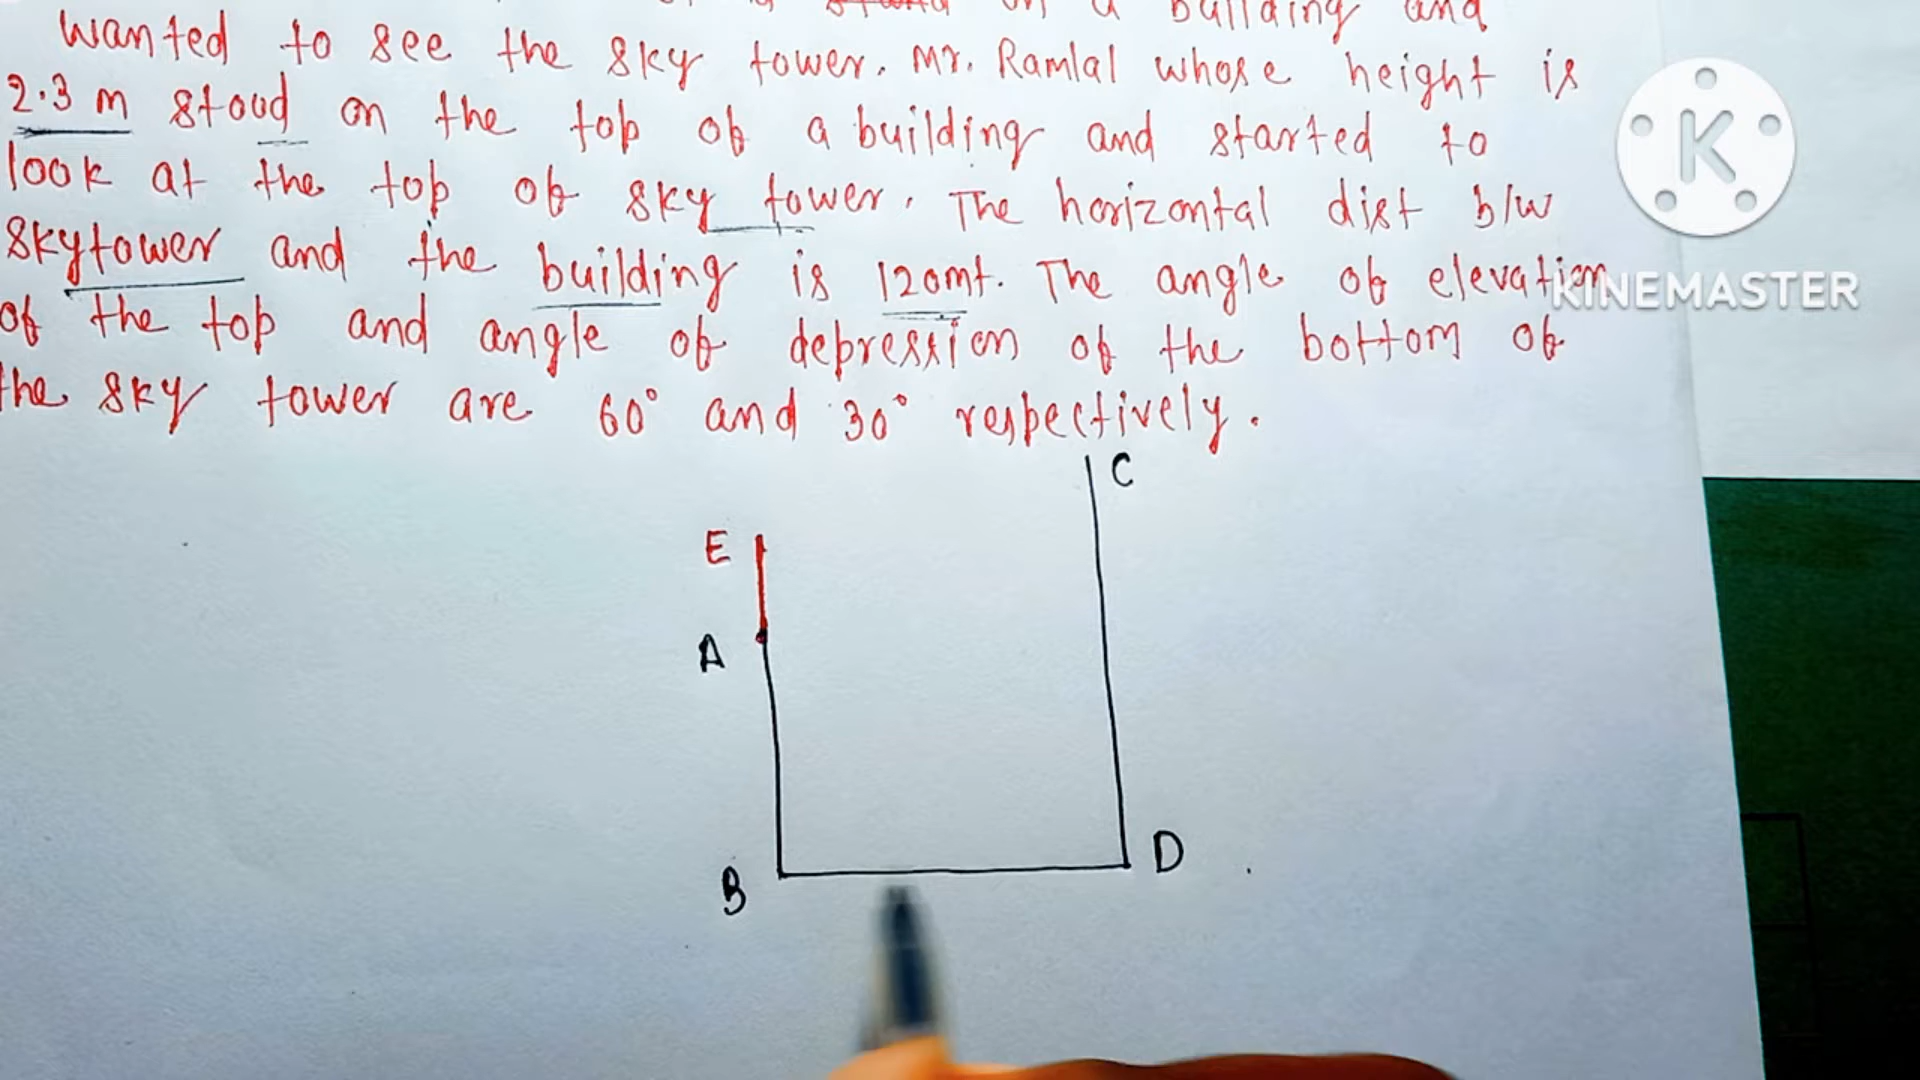 on a building and
wanted to see the sky tower. Mr. Ramlal whose height is
2.3 m stood on the top of a building and started to
look at the top of sky tower. The horizontal dist b/w
skytower and the building is 120mt. The angle of elevation
of the top and angle of depression of the bottom of
the sky tower are 60° and 30° respectively.
K
KINEMASTER
C
E
A
D
B